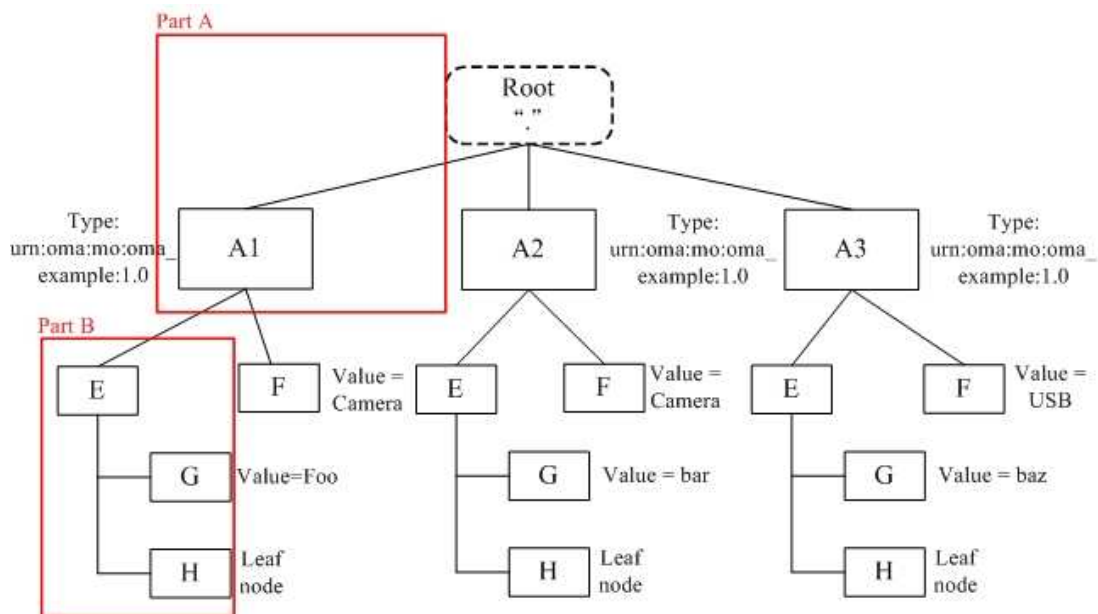 Part A
Root
“.”
Type:
urn:oma:mo:oma_
example:1.0
A1
A2
Type:
urn:oma:mo:oma_
example:1.0
A3
Type:
urn:oma:mo:oma_
example:1.0
Part B
E
F
Value =
Camera
E
F
Value =
Camera
E
F
Value =
USB
G
Value=Foo
G
Value = bar
G
Value = baz
H
Leaf
node
H
Leaf
node
H
Leaf
node